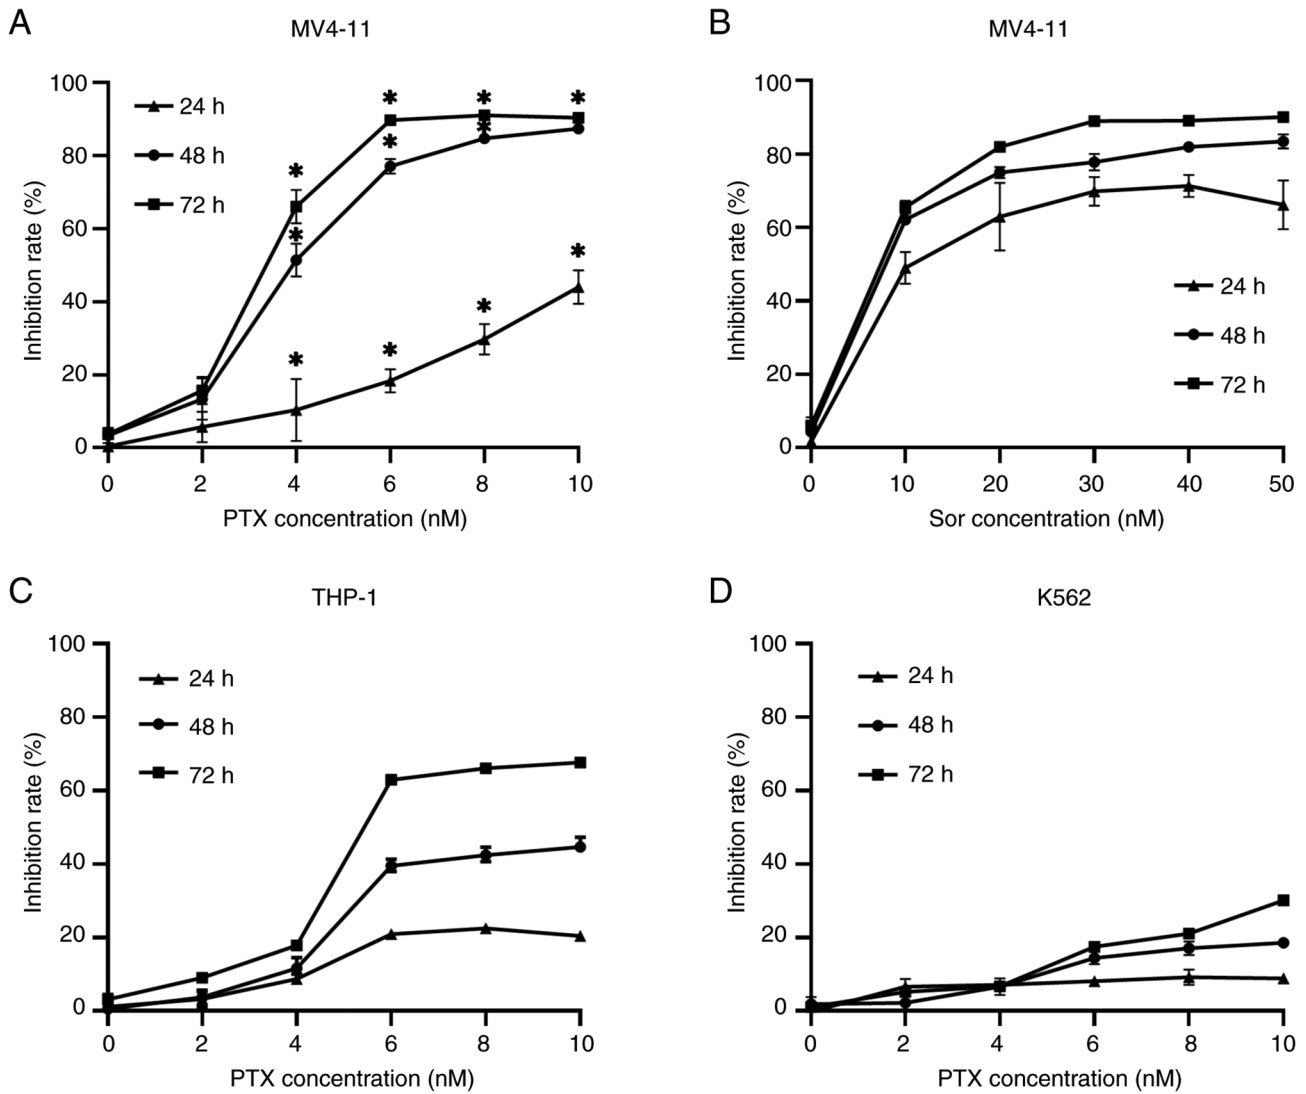 A
MV4-11
100
80
60
40
20
0
Inhibition rate (%)
24 h
48 h
72 h
*
*
*
*
*
*
*
*
*
*
*
0 2 4 6 8 10
PTX concentration (nM)
B
MV4-11
100
80
60
40
20
0
Inhibition rate (%)
24 h
48 h
72 h
0 10 20 30 40 50
Sor concentration (nM)
C
THP-1
100
80
60
40
20
0
Inhibition rate (%)
24 h
48 h
72 h
0 2 4 6 8 10
PTX concentration (nM)
D
K562
100
80
60
40
20
0
Inhibition rate (%)
24 h
48 h
72 h
0 2 4 6 8 10
PTX concentration (nM)